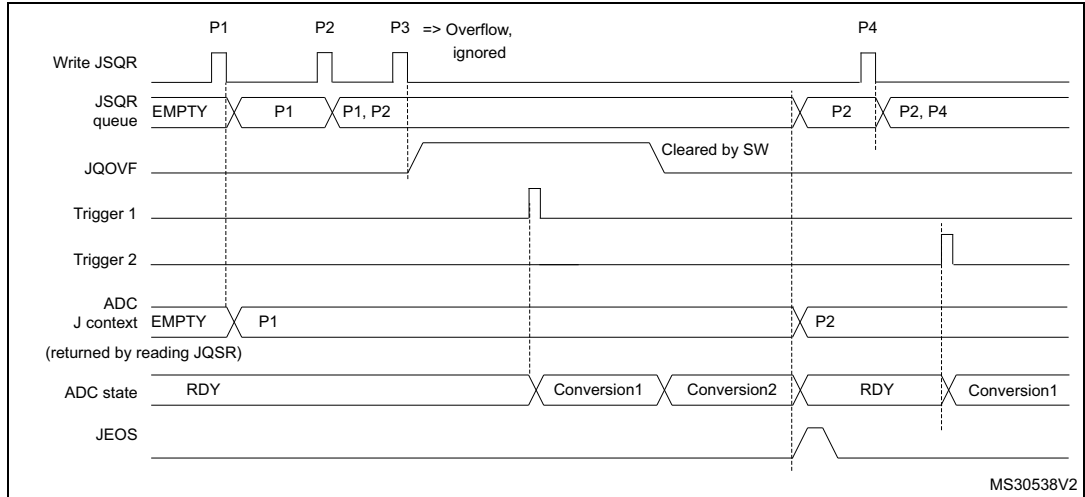 P1 P2 P3 => Overflow, P4
ignored
Write JSQR
JSQR
queue EMPTY P1 P1, P2 P2 P2, P4
Cleared by SW
JQOVF
Trigger 1
Trigger 2
ADC
J context EMPTY P1 P2
(returned by reading JQSR)
ADC state RDY Conversion1 Conversion2 RDY Conversion1
JEOS
MS30538V2